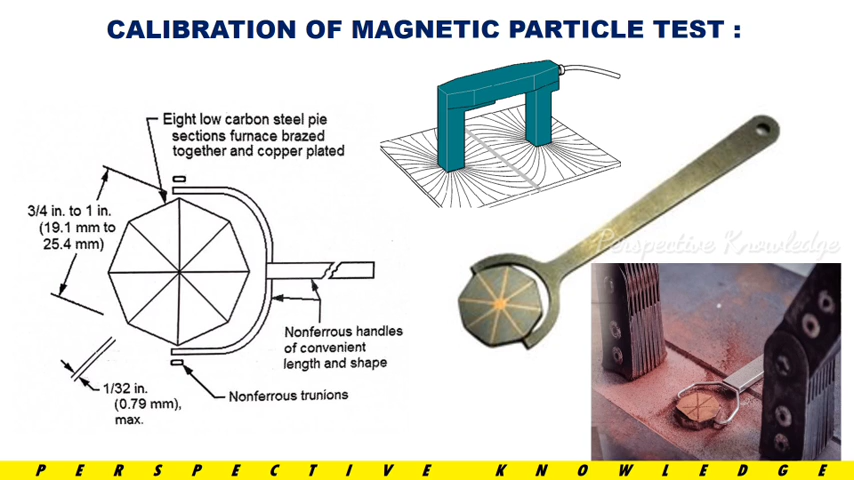 CALIBRATION OF MAGNETIC PARTICLE TEST :
Eight low carbon steel pie
sections furnace brazed
together and copper plated
3/4 in. to 1 in.
(19.1 mm to
25.4 mm)
Nonferrous handles
of convenient
length and shape
1/32 in.
(0.79 mm),
max.
Nonferrous trunions
Perspective Knowledge
PERSPECTIVE KNOWLEDGE